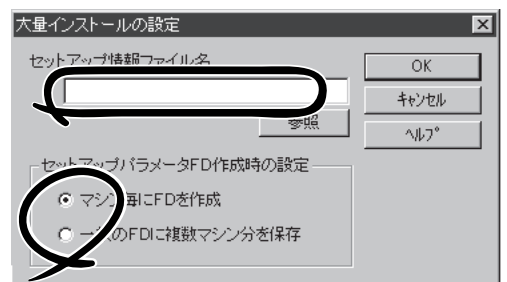 大量インストールの設定
セットアップ情報ファイル名
OK
キャンセル
参照
ヘルプ
セットアップパラメータFD作成時の設定
マシン毎にFDを作成
一枚のFDに複数マシン分を保存